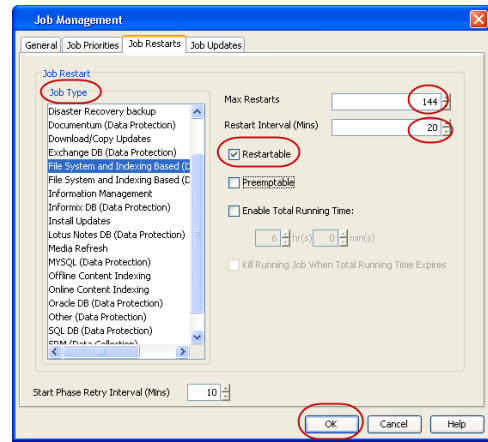 Job Management
General Job Priorities Job Restarts Job Updates
Job Restart
Job Type
Disaster Recovery backup
Documentum (Data Protection)
Download/Copy Updates
Exchange DB (Data Protection)
File System and Indexing Based (D
File System and Indexing Based (D
Information Management
Informix DB (Data Protection)
Install Updates
Lotus Notes DB (Data Protection)
Media Refresh
MYSQL (Data Protection)
Offline Content Indexing
Online Content Indexing
Oracle DB (Data Protection)
Other (Data Protection)
SQL DB (Data Protection)
SRM (Data Collection)
Max Restarts 144
Restart Interval (Mins) 20
Restartable
Preemptable
Enable Total Running Time:
6 hr(s) 0 min(s)
Kill Running Job When Total Running Time Expires
Start Phase Retry Interval (Mins) 10
OK Cancel Help